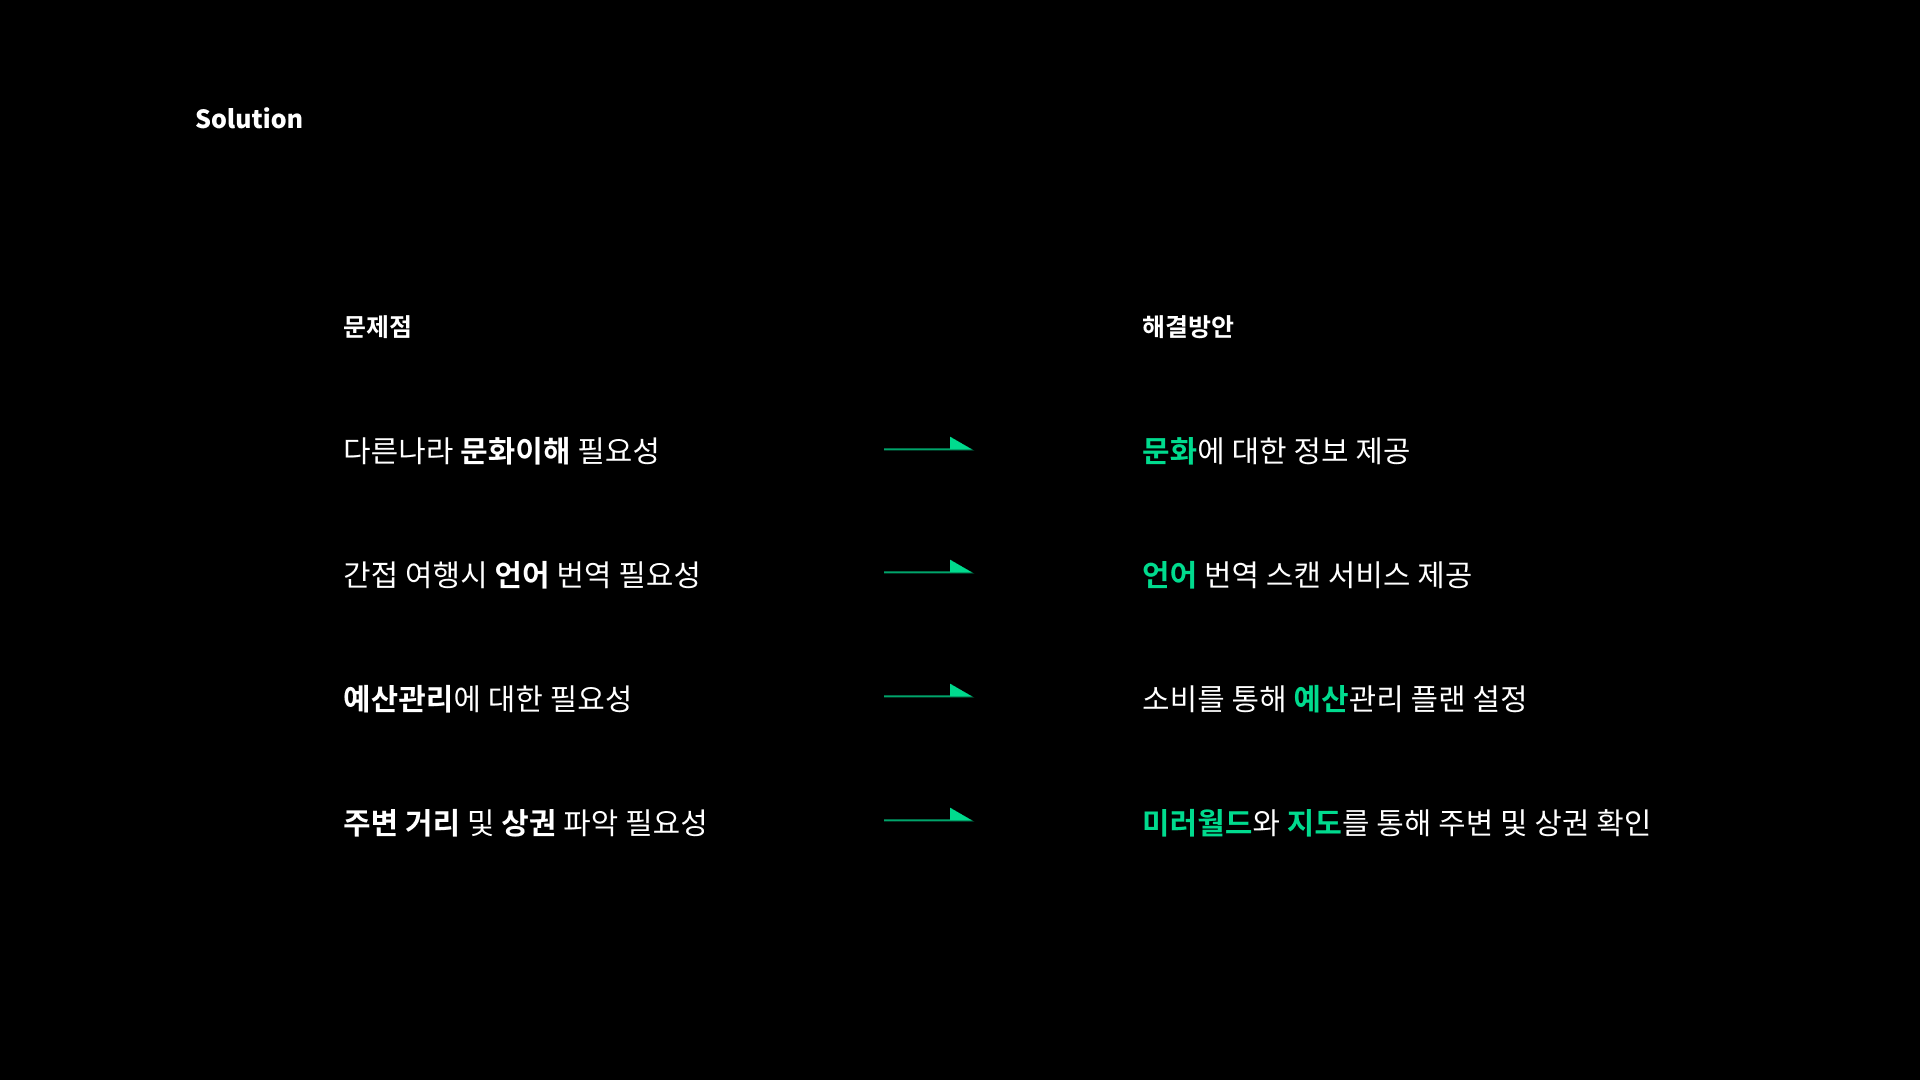 Solution
문제점
해결방안
다른나라 문화이해 필요성
문화에 대한 정보 제공
간접 여행시 언어 번역 필요성
언어 번역 스캔 서비스 제공
예산관리에 대한 필요성
소비를 통해 예산관리 플랜 설정
주변 거리 및 상권 파악 필요성
미러월드와 지도를 통해 주변 및 상권 확인